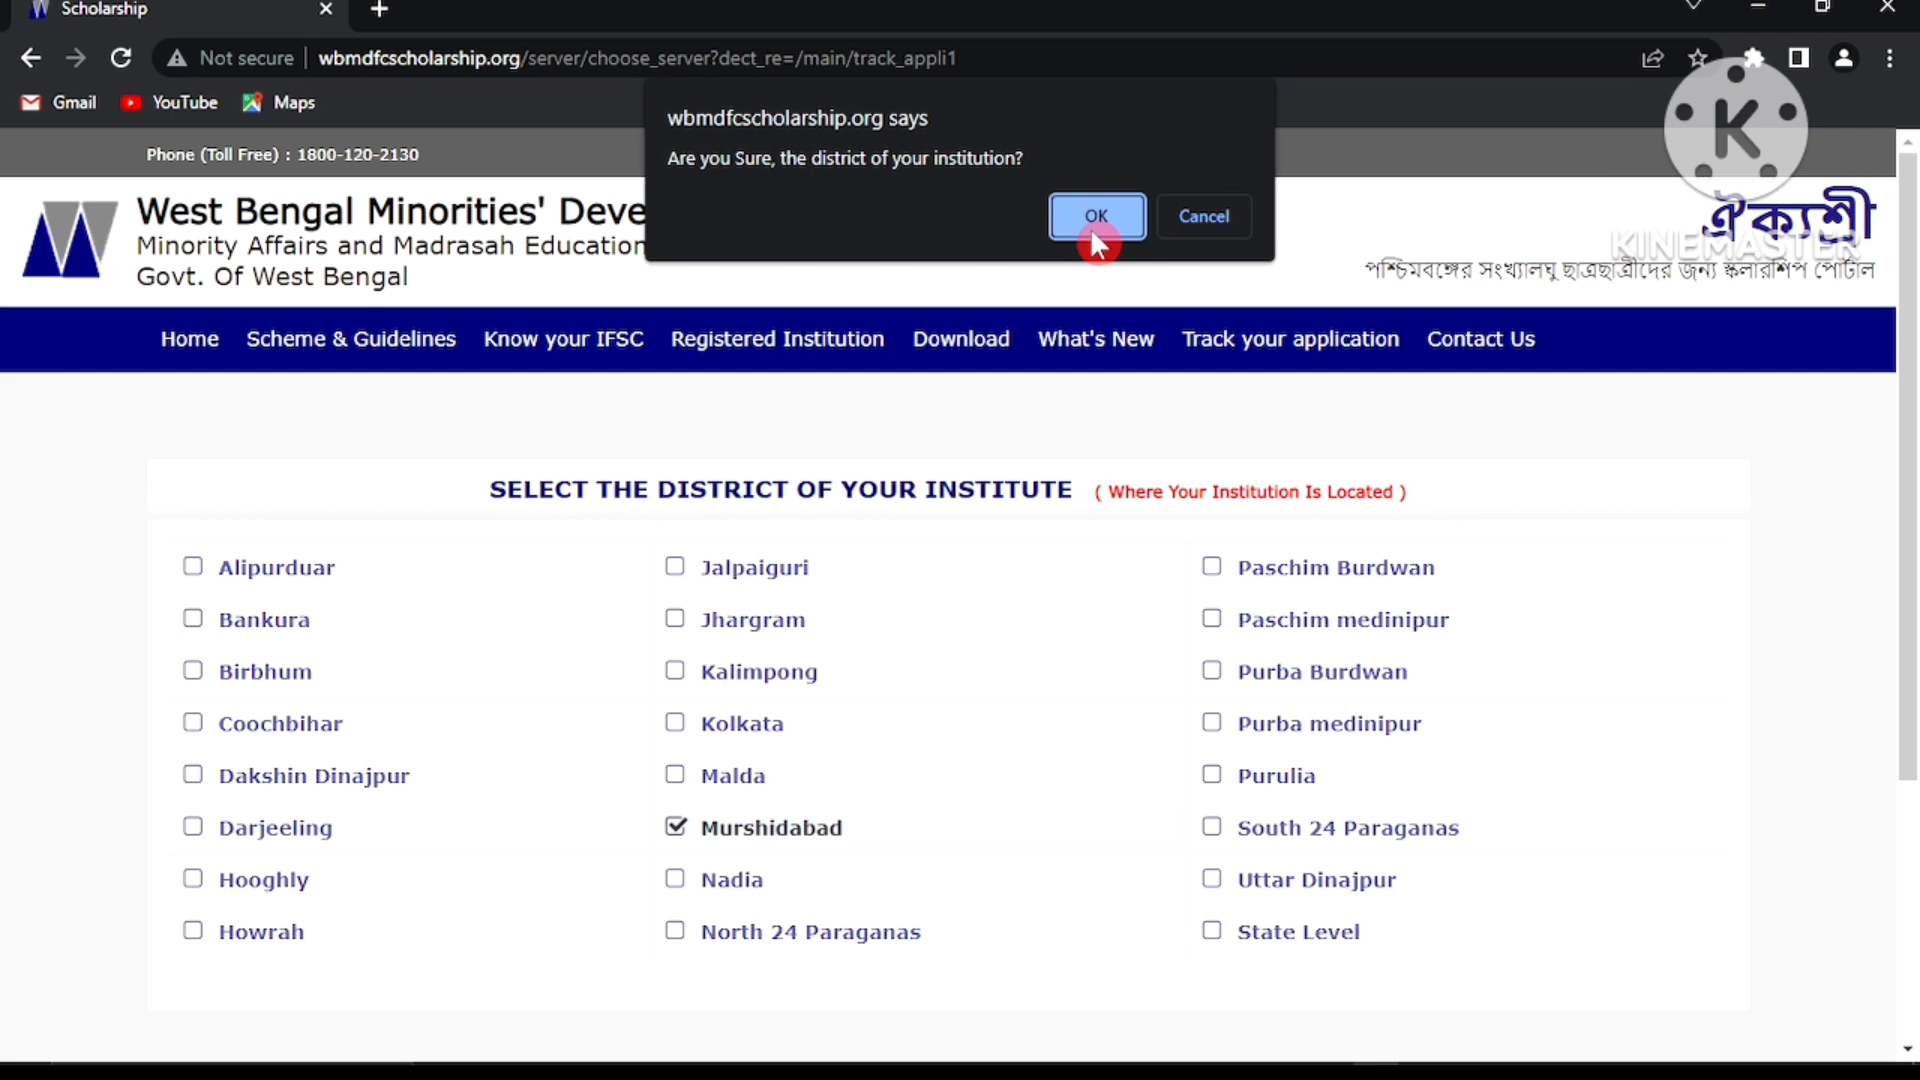 Scholarship
Not secure
wbmdfcscholarship.org/server/choose_server?dect_re=/main/track_appli1
Gmail
YouTube
Maps
wbmdfcscholarship.org says
Are you Sure, the district of your institution?
OK
Cancel
K
KINEMASTER
Phone (Toll Free) : 1800-120-2130
West Bengal Minorities' Deve
Minority Affairs and Madrasah Education
Govt. Of West Bengal
ঐক্যশ্রী
পশ্চিমবঙ্গের সংখ্যালঘু ছাত্রছাত্রীদের জন্য স্কলারশিপ পোর্টাল
Home
Scheme & Guidelines
Know your IFSC
Registered Institution
Download
What's New
Track your application
Contact Us
SELECT THE DISTRICT OF YOUR INSTITUTE ( Where Your Institution Is Located )
Alipurduar
Bankura
Birbhum
Coochbihar
Dakshin Dinajpur
Darjeeling
Hooghly
Howrah
Jalpaiguri
Jhargram
Kalimpong
Kolkata
Malda
Murshidabad
Nadia
North 24 Paraganas
Paschim Burdwan
Paschim medinipur
Purba Burdwan
Purba medinipur
Purulia
South 24 Paraganas
Uttar Dinajpur
State Level